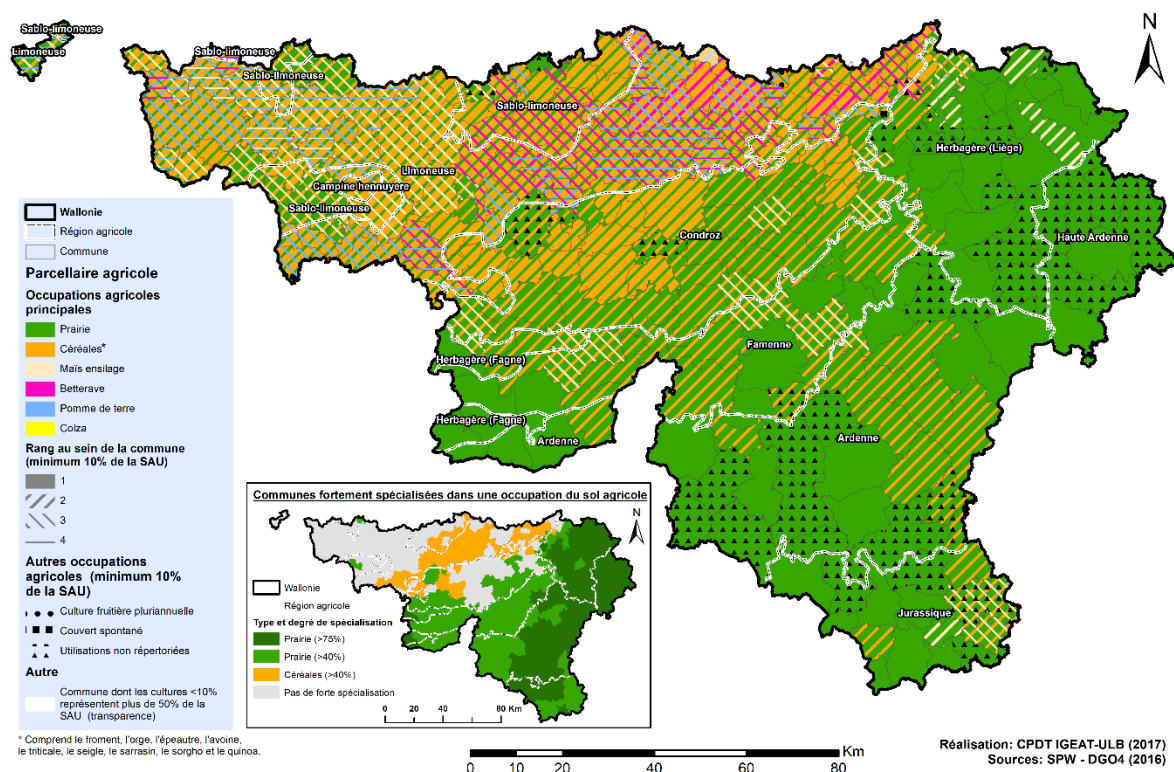 Sablo-limoneuse
Limoneuse
Sablo-limoneuse
Sablo-limoneuse
Sablo-limoneuse
Limoneuse
Campine hennuyère
Sablo-limoneuse
Herbagère (Liège)
Haute Ardenne
Condroz
Famenne
Herbagère (Fagne)
Herbagère (Fagne)
Ardenne
Ardenne
Jurassique
N
Wallonie
Région agricole
Commune
Parcellaire agricole
Occupations agricoles
principales
Prairie
Céréales*
Maïs ensilage
Betterave
Pomme de terre
Colza
Rang au sein de la commune
(minimum 10% de la SAU)
1
2
3
4
Autres occupations
agricoles (minimum 10%
de la SAU)
Culture fruitière pluriannuelle
Couvert spontané
Utilisations non répertoriées
Autre
Commune dont les cultures <10%
représentent plus de 50% de la
SAU (transparence)
* Comprend le froment, l'orge, l'épeautre, l'avoine,
le triticale, le seigle, le sarrasin, le sorgho et le quinoa.
Communes fortement spécialisées dans une occupation du sol agricole
N
Wallonie
Région agricole
Type et degré de spécialisation
Prairie (>75%)
Prairie (>40%)
Céréales (>40%)
Pas de forte spécialisation
0 40 80 Km
Km
0 10 20 40 60 80
Réalisation: CPDT IGEAT-ULB (2017)
Sources: SPW - DGO4 (2016)